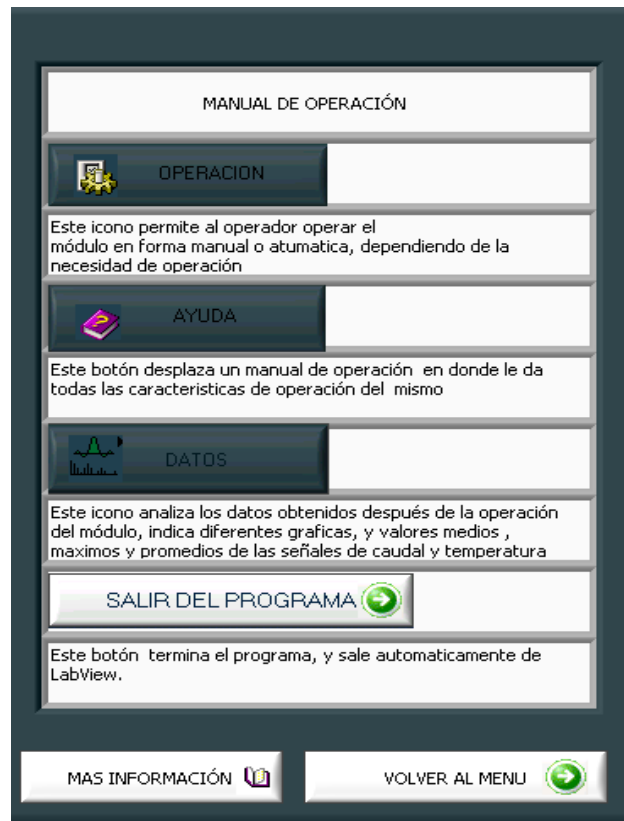 MANUAL DE OPERACIÓN
OPERACION
Este icono permite al operador operar el
módulo en forma manual o atumatica, dependiendo de la
necesidad de operación
AYUDA
Este botón desplaza un manual de operación en donde le da
todas las caracteristicas de operación del mismo
DATOS
Este icono analiza los datos obtenidos después de la operación
del módulo, indica diferentes graficas, y valores medios ,
maximos y promedios de las señales de caudal y temperatura
SALIR DEL PROGRAMA
Este botón termina el programa, y sale automaticamente de
LabView.
MAS INFORMACIÓN
VOLVER AL MENU